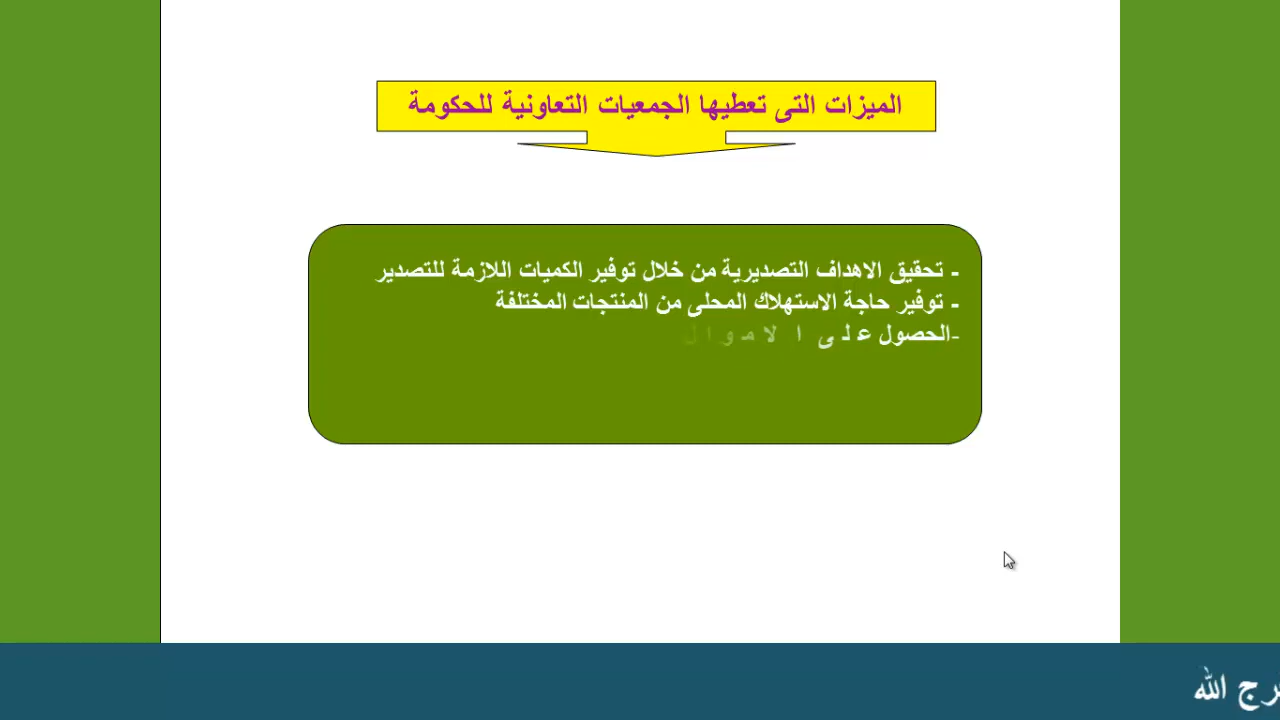 الميزات التى تعطيها الجمعيات التعاونية للحكومة
- تحقيق الاهداف التصديرية من خلال توفير الكميات اللازمة للتصدير
- توفير حاجة الاستهلاك المحلى من المنتجات المختلفة
-الحصول على الاموال
رج الله